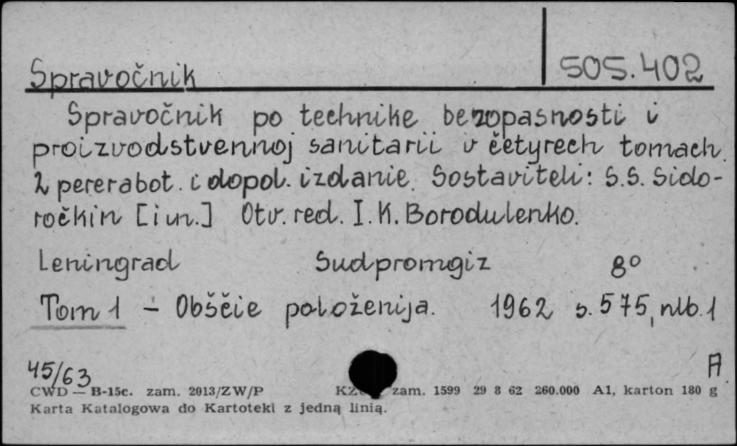 Spravočnik 505.402
Spravočnik po technike bezopasnosti i
proizvodstvennoj sanitarii v četyrech tomach.
2 pererabot. i dopol. izdanie. Sostaviteli: S.S. Sido-
ročkin [i in.] Otv. red. I.K. Borodulenko.
Leningrad Sudpromgiz 8°
Tom 1 – Obščie položenija. 1962 s. 575, nlb. 1
45/63 A
CWD — B-15c. zam. 2013/ZW/P zam. 1599 29 8 62 260.000 A1, karton 180 g
Karta Katalogowa do Kartoteki z jedną linią.